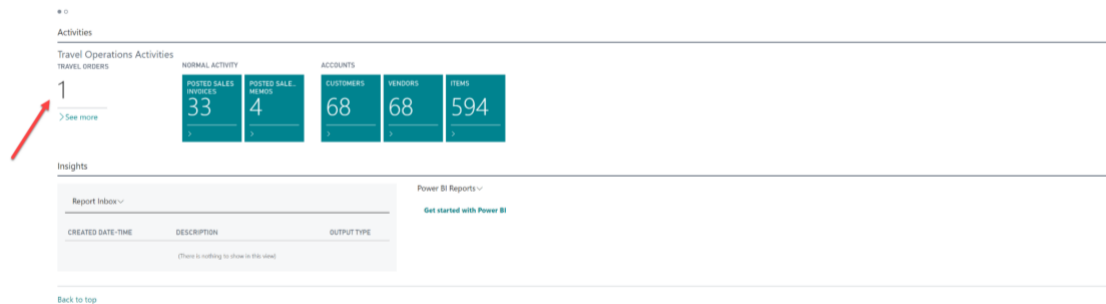 Activities
Travel Operations Activities
TRAVEL ORDERS
1
See more
NORMAL ACTIVITY
POSTED SALES
INVOICES
33
POSTED SALE..
MEMOS
4
ACCOUNTS
CUSTOMERS
68
VENDORS
68
ITEMS
594
Insights
Report Inbox
CREATED DATE-TIME DESCRIPTION OUTPUT TYPE
(There is nothing to show in this view)
Power BI Reports
Get started with Power BI
Back to top